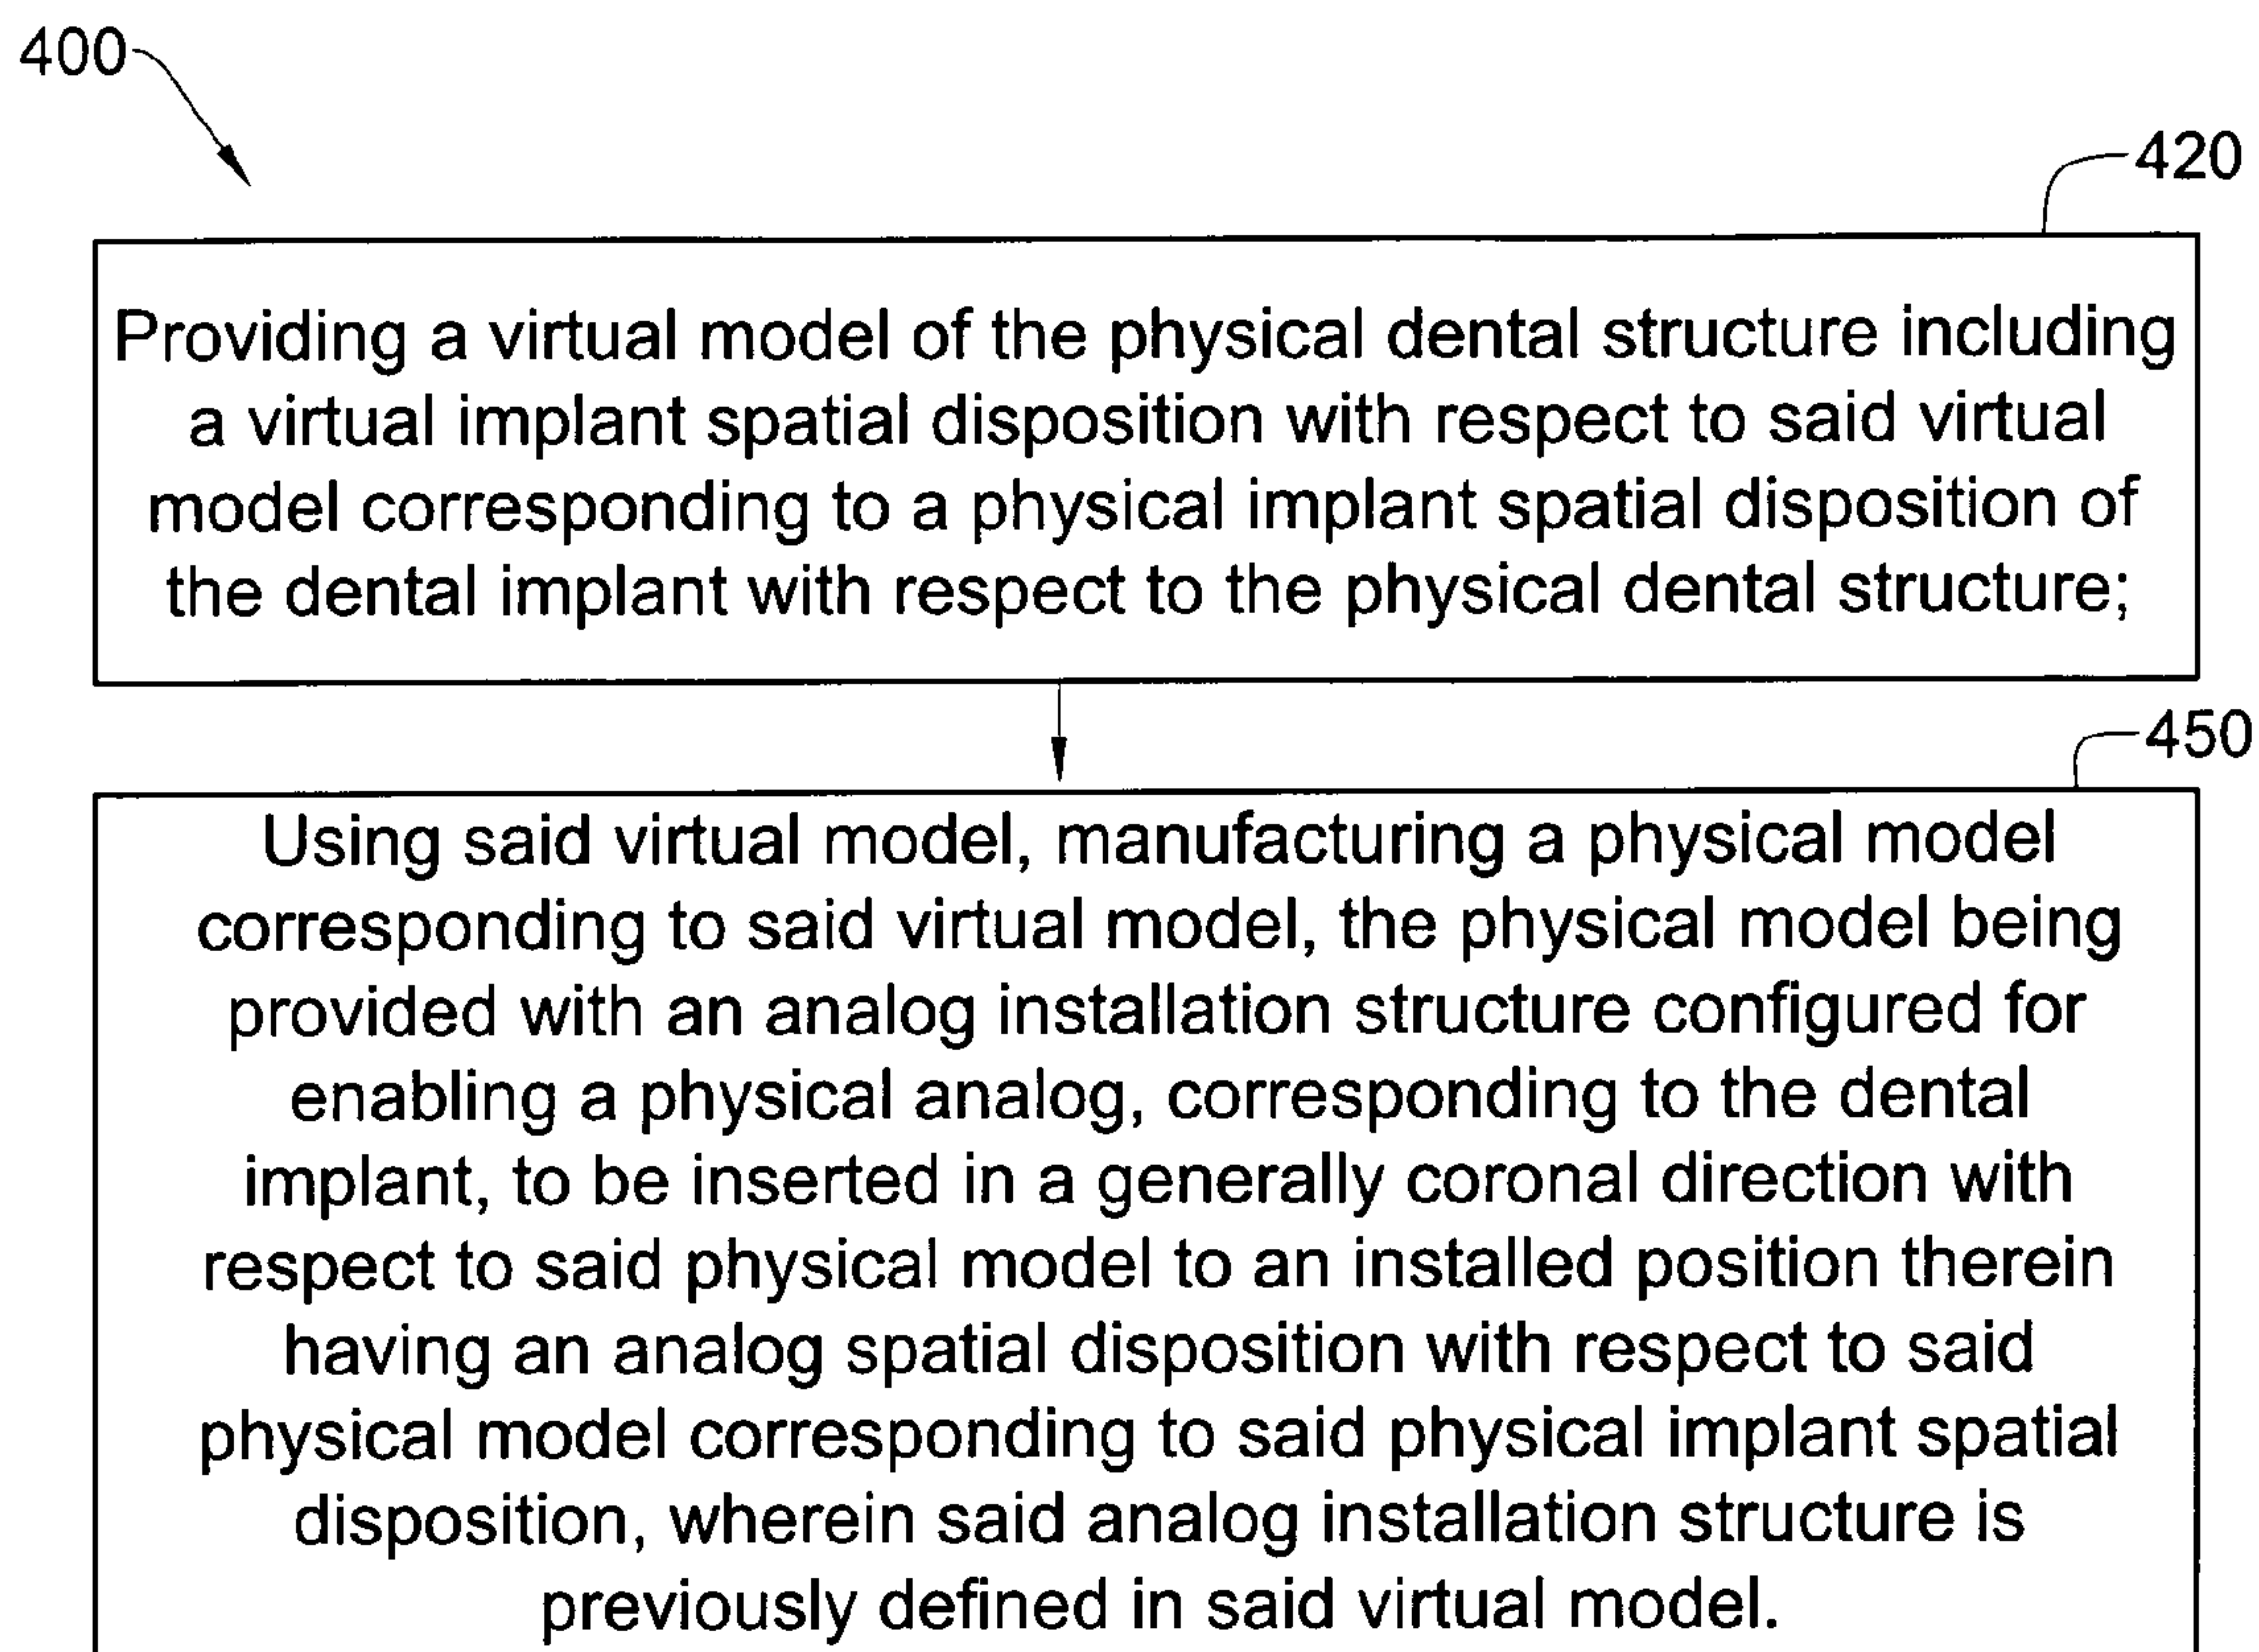 400
420
Providing a virtual model of the physical dental structure including
a virtual implant spatial disposition with respect to said virtual
model corresponding to a physical implant spatial disposition of
the dental implant with respect to the physical dental structure;
450
Using said virtual model, manufacturing a physical model
corresponding to said virtual model, the physical model being
provided with an analog installation structure configured for
enabling a physical analog, corresponding to the dental
implant, to be inserted in a generally coronal direction with
respect to said physical model to an installed position therein
having an analog spatial disposition with respect to said
physical model corresponding to said physical implant spatial
disposition, wherein said analog installation structure is
previously defined in said virtual model.